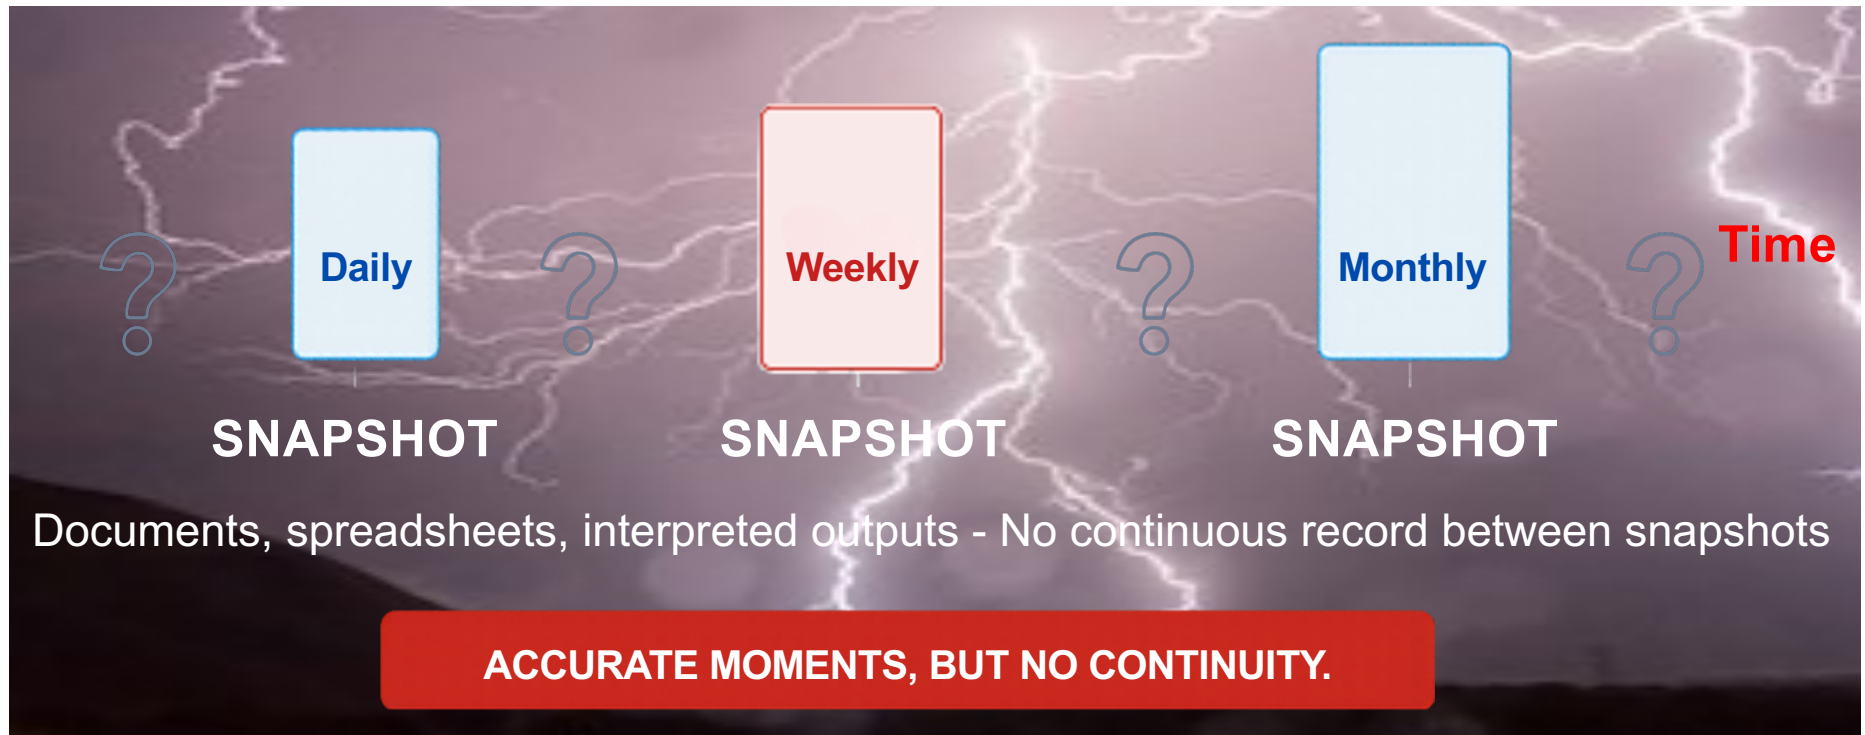 ? Daily ? Weekly ? Monthly ? Time
SNAPSHOT SNAPSHOT SNAPSHOT
Documents, spreadsheets, interpreted outputs - No continuous record between snapshots
ACCURATE MOMENTS, BUT NO CONTINUITY.